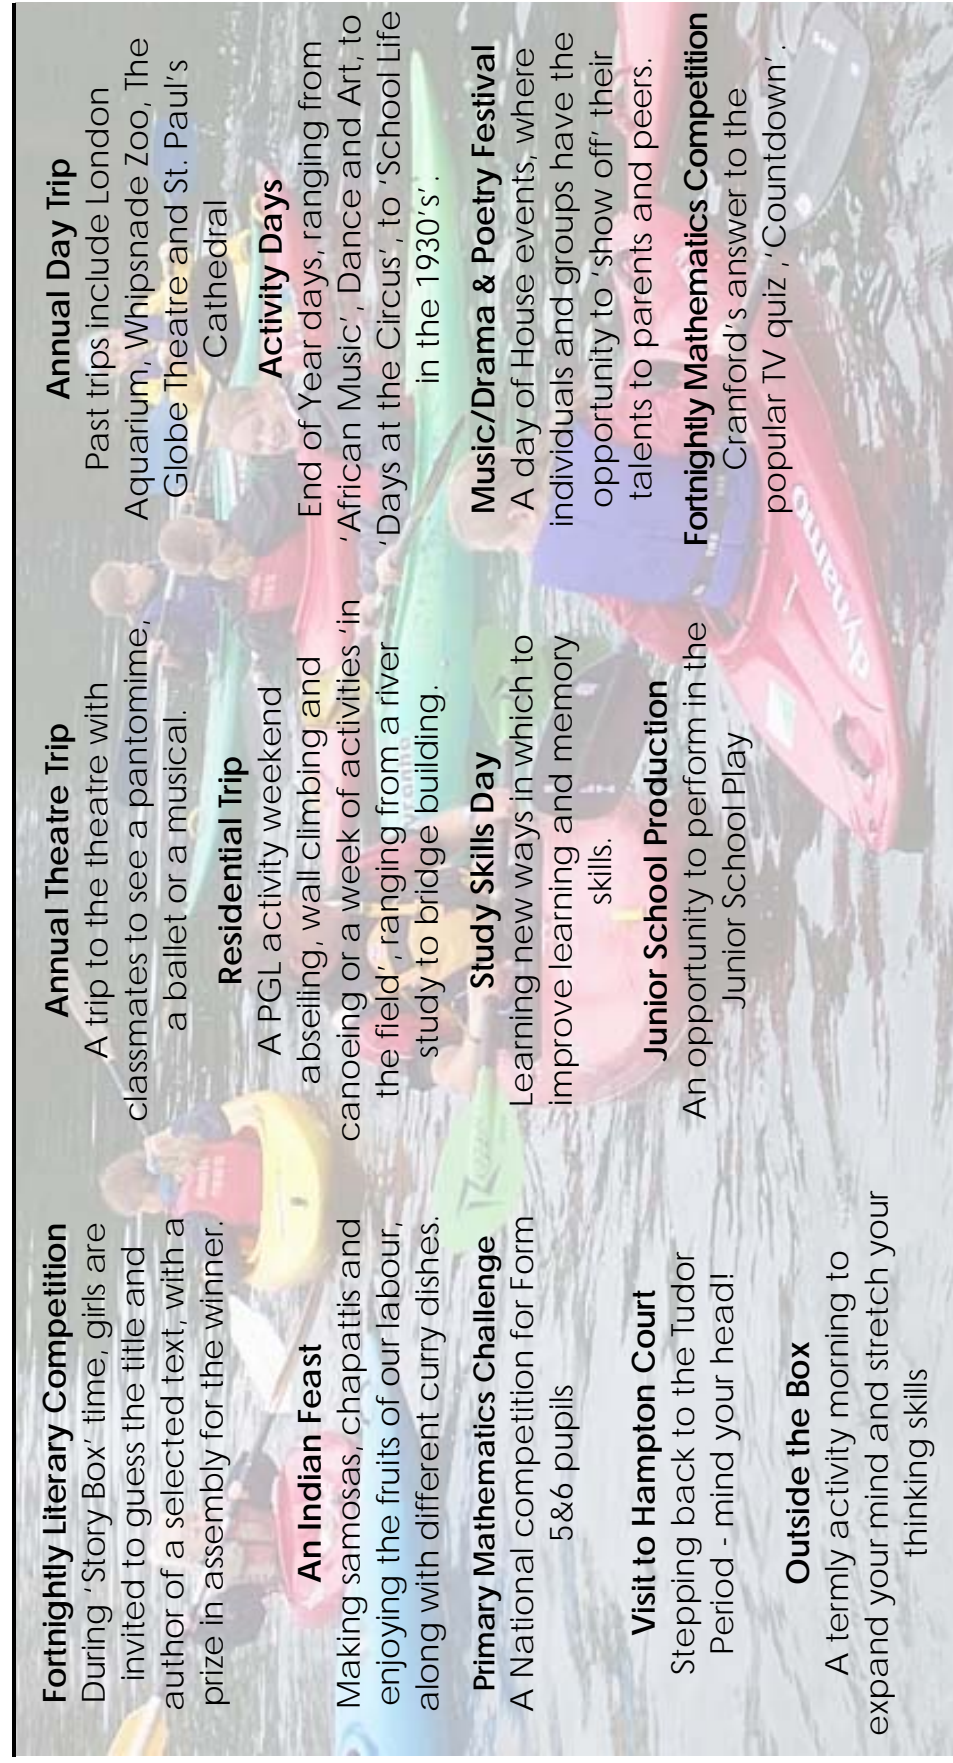 Fortnightly Literary Competition
During ‘Story Box’ time, girls are
invited to guess the title and
author of a selected text, with a
prize in assembly for the winner.
An Indian Feast
Making samosas, chapattis and
enjoying the fruits of our labour,
along with different curry dishes.
Primary Mathematics Challenge
A National competition for Form
5&6 pupils
Visit to Hampton Court
Stepping back to the Tudor
Period - mind your head!
Outside the Box
A termly activity morning to
expand your mind and stretch your
thinking skills
Annual Theatre Trip
A trip to the theatre with
classmates to see a pantomime,
a ballet or a musical.
Residential Trip
A PGL activity weekend
abseiling, wall climbing and
canoeing or a week of activities ‘in
the field’, ranging from a river
study to bridge building.
Study Skills Day
Learning new ways in which to
improve learning and memory
skills.
Junior School Production
An opportunity to perform in the
Junior School Play
Annual Day Trip
Past trips include London
Aquarium, Whipsnade Zoo, The
Globe Theatre and St. Paul’s
Cathedral
Activity Days
End of Year days, ranging from
‘African Music’, Dance and Art, to
‘Days at the Circus’, to ‘School Life
in the 1930’s’.
Music/Drama & Poetry Festival
A day of House events, where
individuals and groups have the
opportunity to ‘show off’ their
talents to parents and peers.
Fortnightly Mathematics Competition
Cranford’s answer to the
popular TV quiz ,‘Countdown’.
dynamo